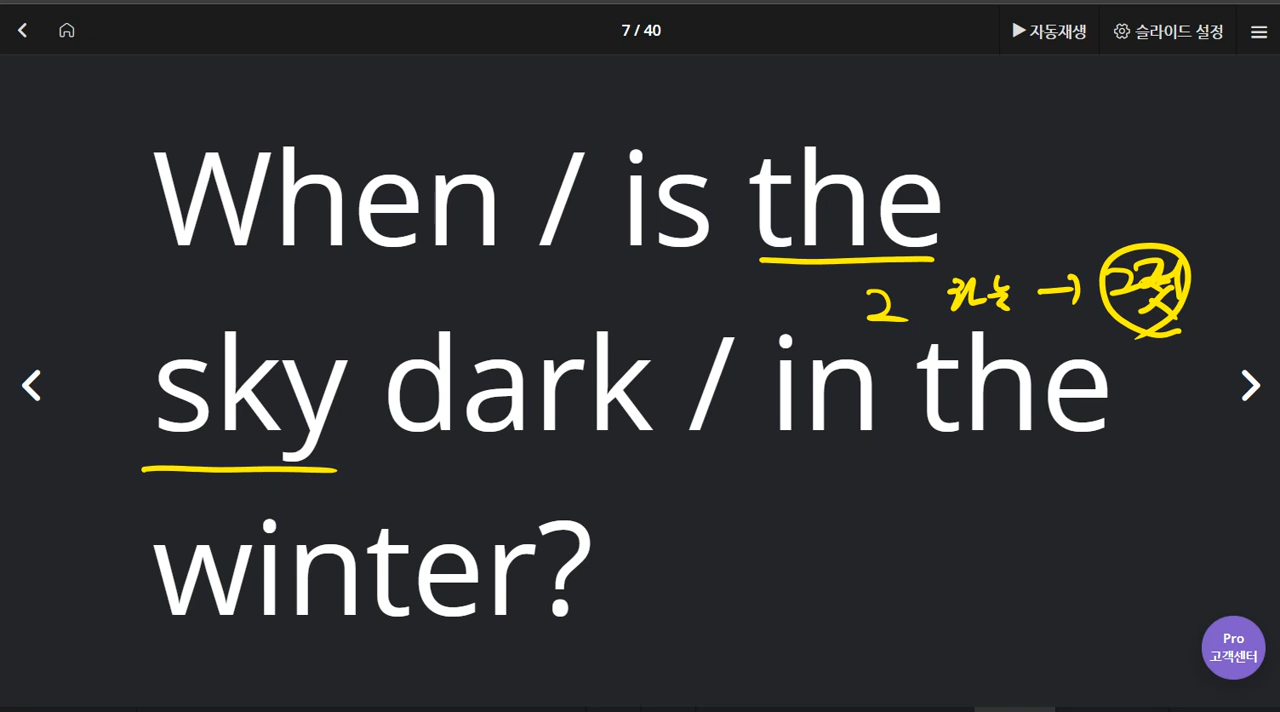 7 / 40
▶ 자동재생
슬라이드 설정
When / is the
그
sky dark / in the
winter?
Pro
고객센터